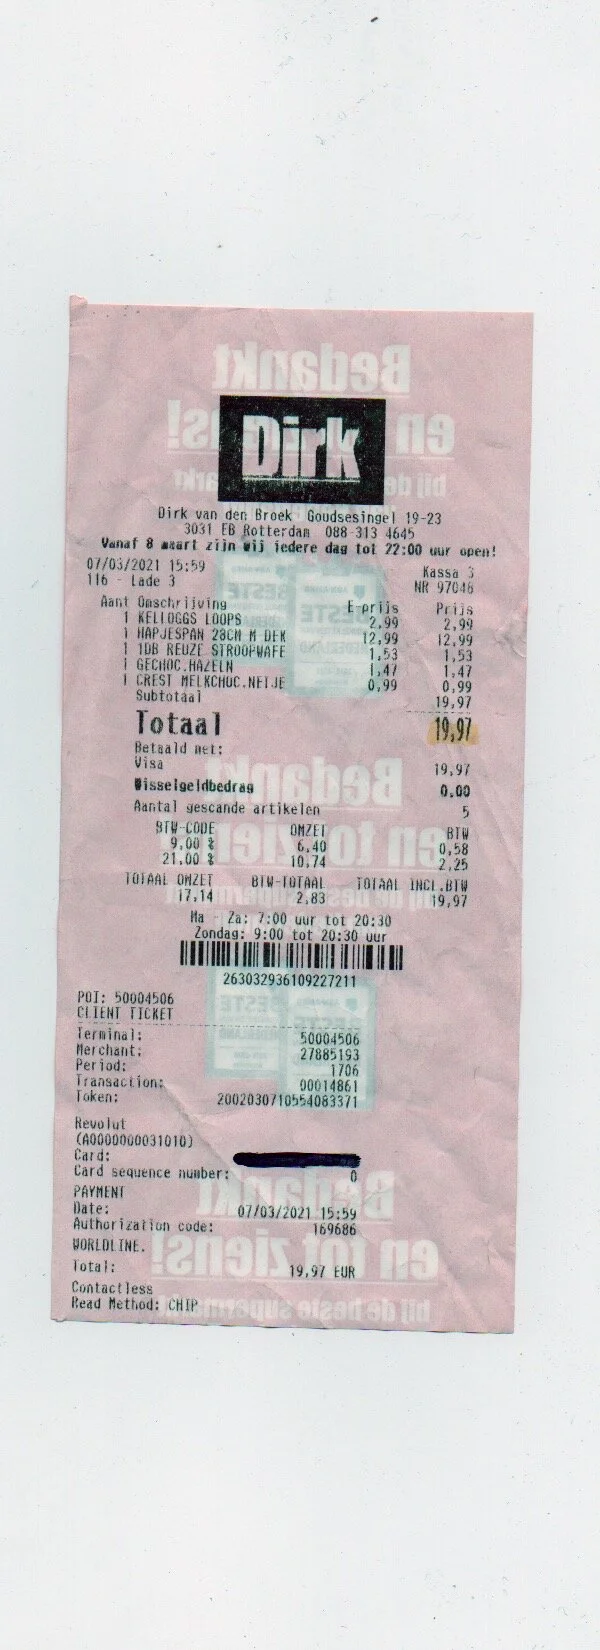 Dirk
Dirk van den Broek Goudsesingel 19-23
3031 EB Rotterdam 088-313 4645
Vanaf 8 maart zijn wij iedere dag tot 22:00 uur open!
07/03/2021 15:59 Kassa 3
116 - Lade 3 NR 97046
Aant Omschrijving E-prijs Prijs
1 KELLOGGS LOOPS 2,99 2,99
1 HAPJESPAN 28CM M DEK 12,99 12,99
1 10B REUZE STROOPWAFE 1,53 1,53
1 GECHOC.HAZELN 1,47 1,47
1 CREST MELKCHOC.NETJE 0,99 0,99
Subtotaal 19,97
Totaal 19,97
Betaald met:
Visa 19,97
Wisselgeldbedrag 0,00
Aantal gescande artikelen 5
BTW-CODE OMZET BTW
9,00 % 6,40 0,58
21,00 % 10,74 2,25
TOTAAL OMZET BTW-TOTAAL TOTAAL INCL.BTW
17,14 2,83 19,97
Ma - Za: 7:00 uur tot 20:30
Zondag: 9:00 tot 20:30 uur
263032936109227211
POI: 50004506
CLIENT TICKET
Terminal: 50004506
Merchant: 27885193
Period: 1706
Transaction: 00014861
Token: 2002030710554083371
Revolut
(A0000000031010)
Card:
Card sequence number: 0
PAYMENT
Date: 07/03/2021 15:59
Authorization code: 169686
WORLDLINE.
Total: 19,97 EUR
Contactless
Read Method: CHIP